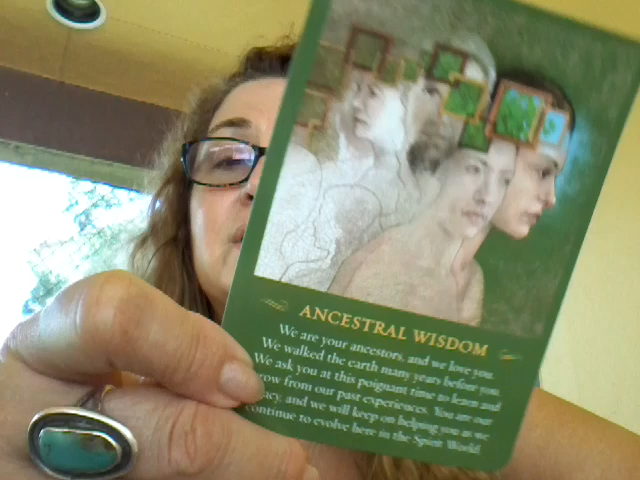 ANCESTRAL WISDOM
We are your ancestors, and we love you.
We walked the earth many years before you.
We ask you at this poignant time to learn and
grow from our past experiences. You are our
legacy, and we will keep on helping you as we
continue to evolve here in the Spirit World!